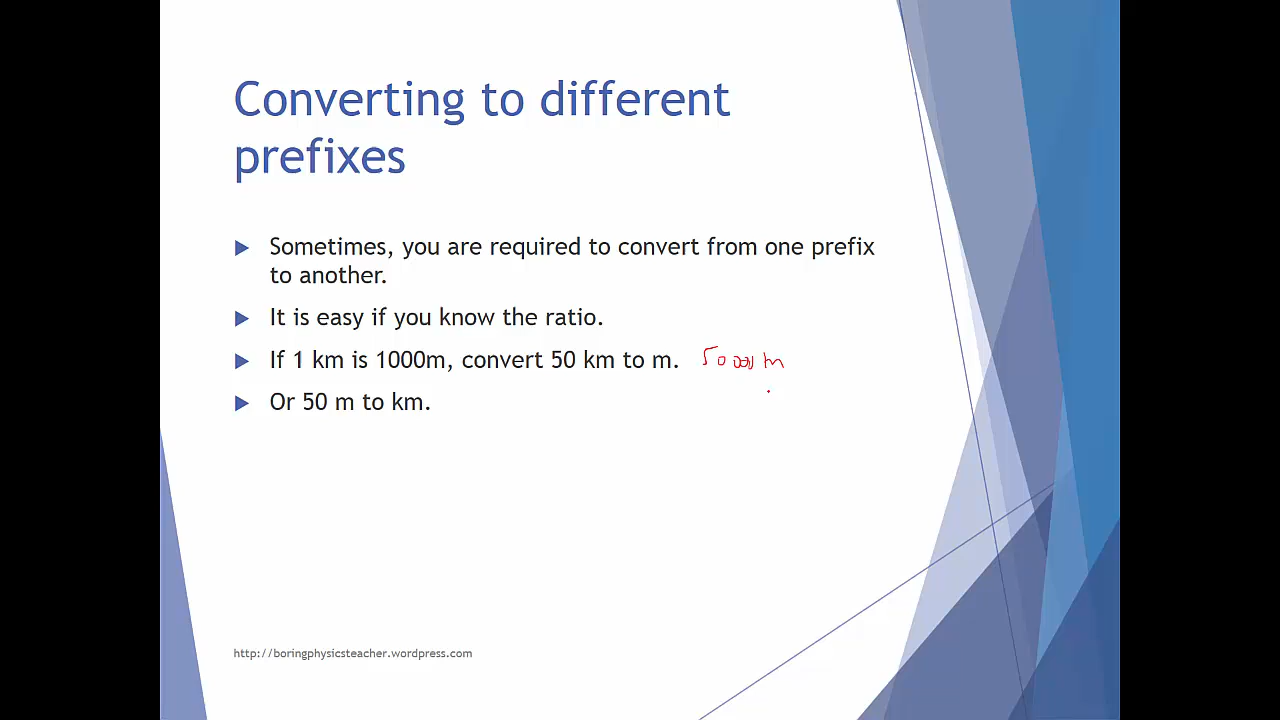 Converting to different
prefixes
Sometimes, you are required to convert from one prefix
to another.
It is easy if you know the ratio.
If 1 km is 1000m, convert 50 km to m. 50 000 m
Or 50 m to km.
http://boringphysicsteacher.wordpress.com